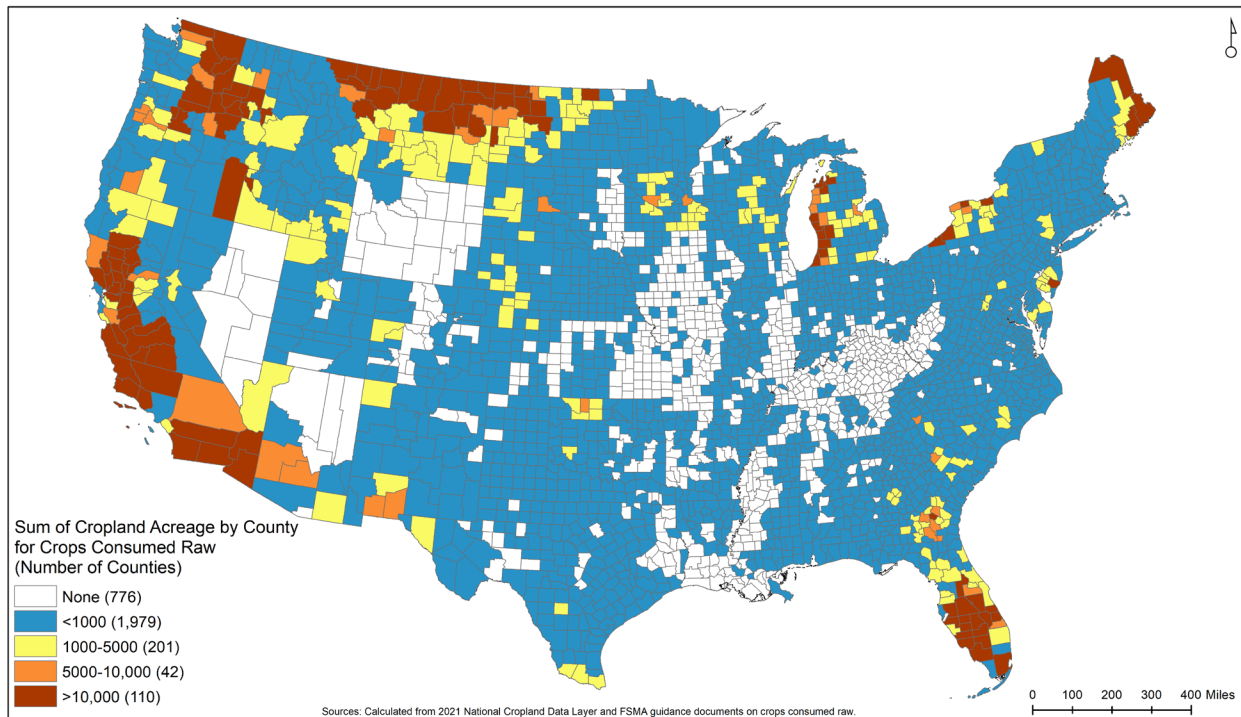 Sum of Cropland Acreage by County
for Crops Consumed Raw
(Number of Counties)
None (776)
<1000 (1,979)
1000-5000 (201)
5000-10,000 (42)
>10,000 (110)
Sources: Calculated from 2021 National Cropland Data Layer and FSMA guidance documents on crops consumed raw.
0 100 200 300 400 Miles